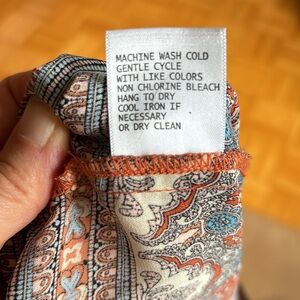 MACHINE WASH COLD
GENTLE CYCLE
WITH LIKE COLORS
NON CHLORINE BLEACH
HANG TO DRY
COOL IRON IF
NECESSARY
OR DRY CLEAN